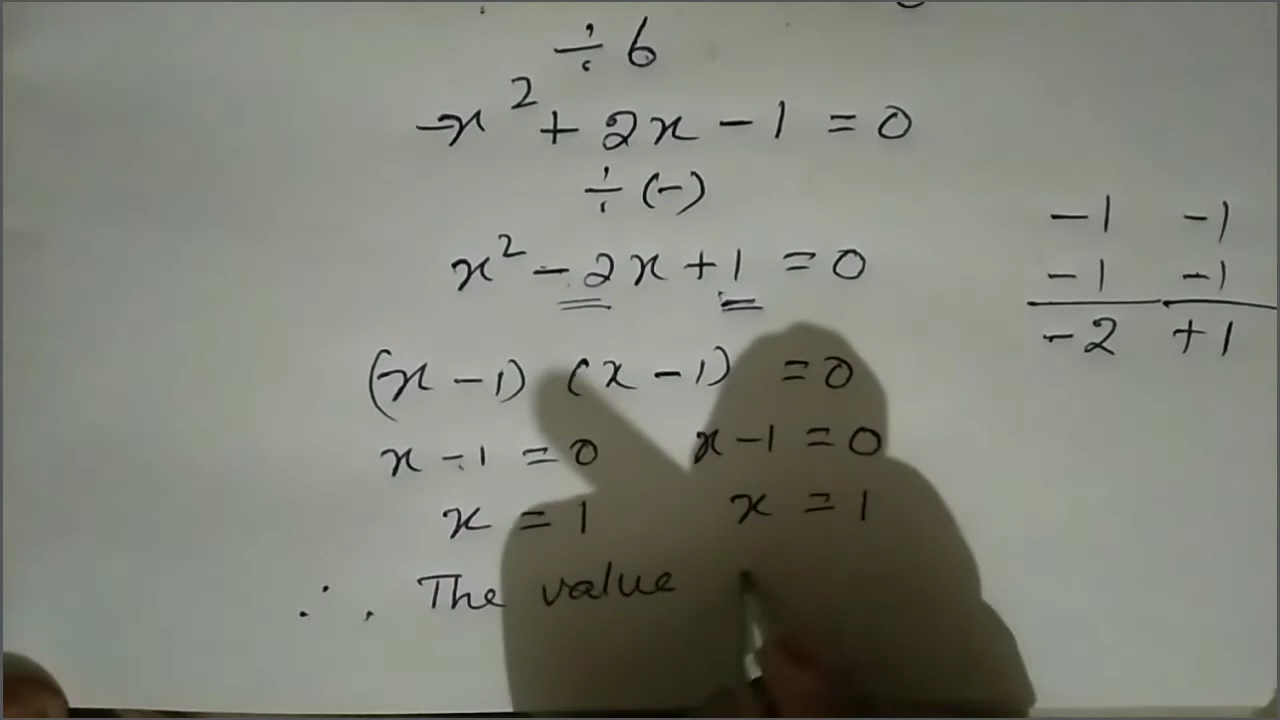 ÷ 6
-x² + 2x - 1 = 0
÷ (-)
x² - 2x + 1 = 0
(x - 1) (x - 1) = 0
x - 1 = 0 x - 1 = 0
x = 1 x = 1
∴ The value
-1 -1
-1 -1
-2 +1